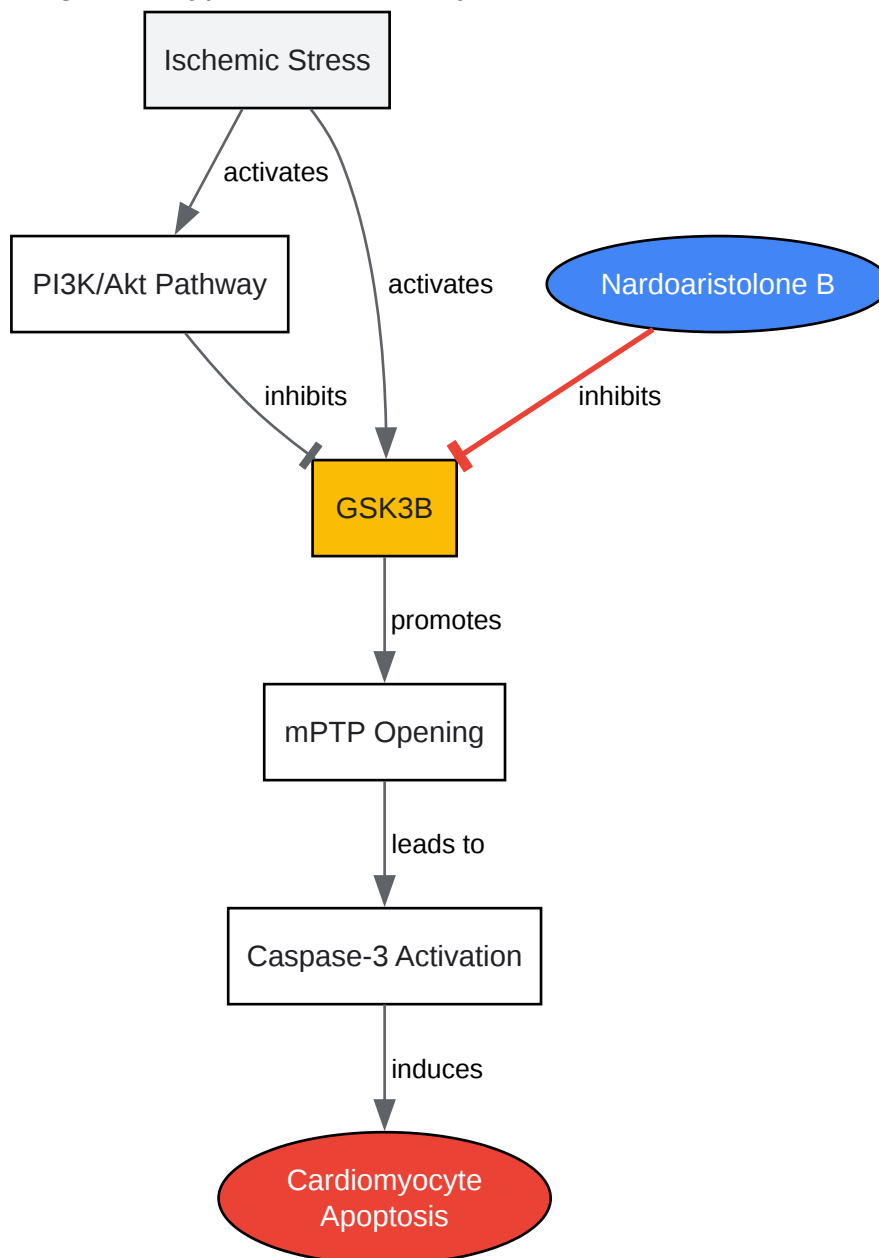 Ischemic Stress
activates
PI3K/Akt Pathway
activates
Nardoaristolone B
inhibits
inhibits
GSK3B
promotes
mPTP Opening
leads to
Caspase-3 Activation
induces
Cardiomyocyte
Apoptosis